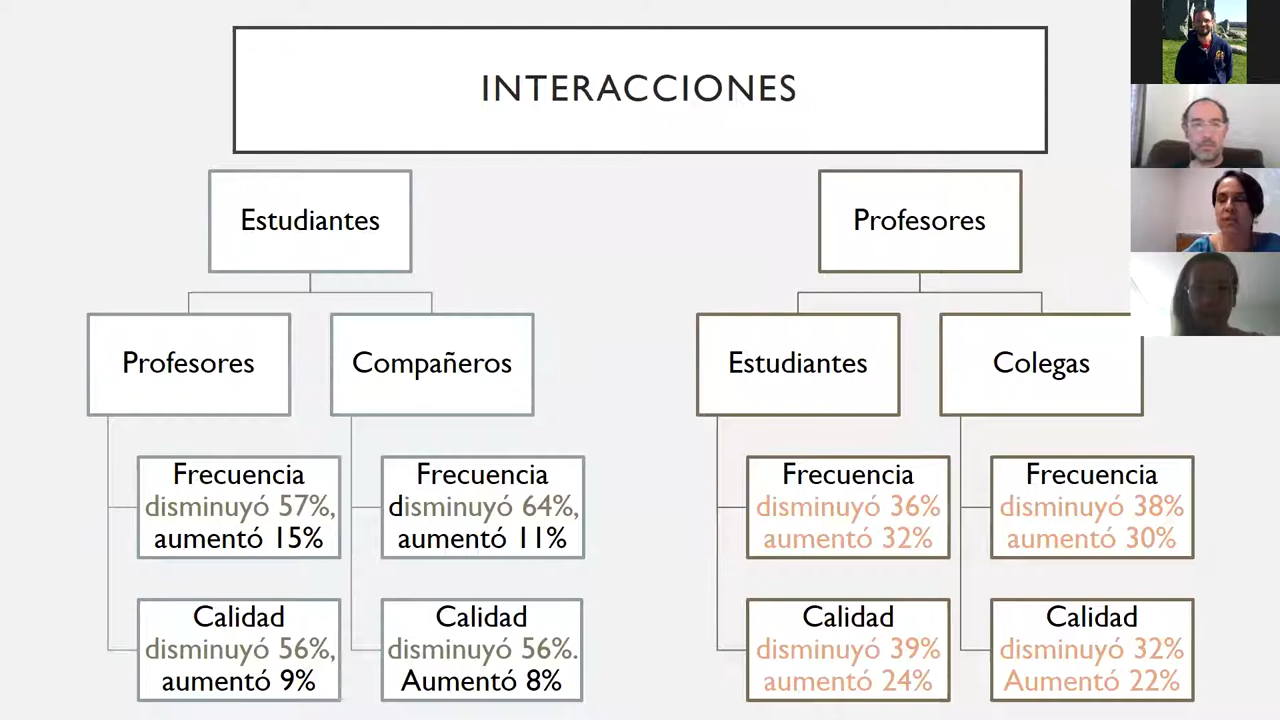 INTERACCIONES
Estudiantes
Profesores
Frecuencia
disminuyó 57%,
aumentó 15%
Calidad
disminuyó 56%,
aumentó 9%
Compañeros
Frecuencia
disminuyó 64%,
aumentó 11%
Calidad
disminuyó 56%.
Aumentó 8%
Profesores
Estudiantes
Frecuencia
disminuyó 36%
aumentó 32%
Calidad
disminuyó 39%
aumentó 24%
Colegas
Frecuencia
disminuyó 38%
aumentó 30%
Calidad
disminuyó 32%
Aumentó 22%